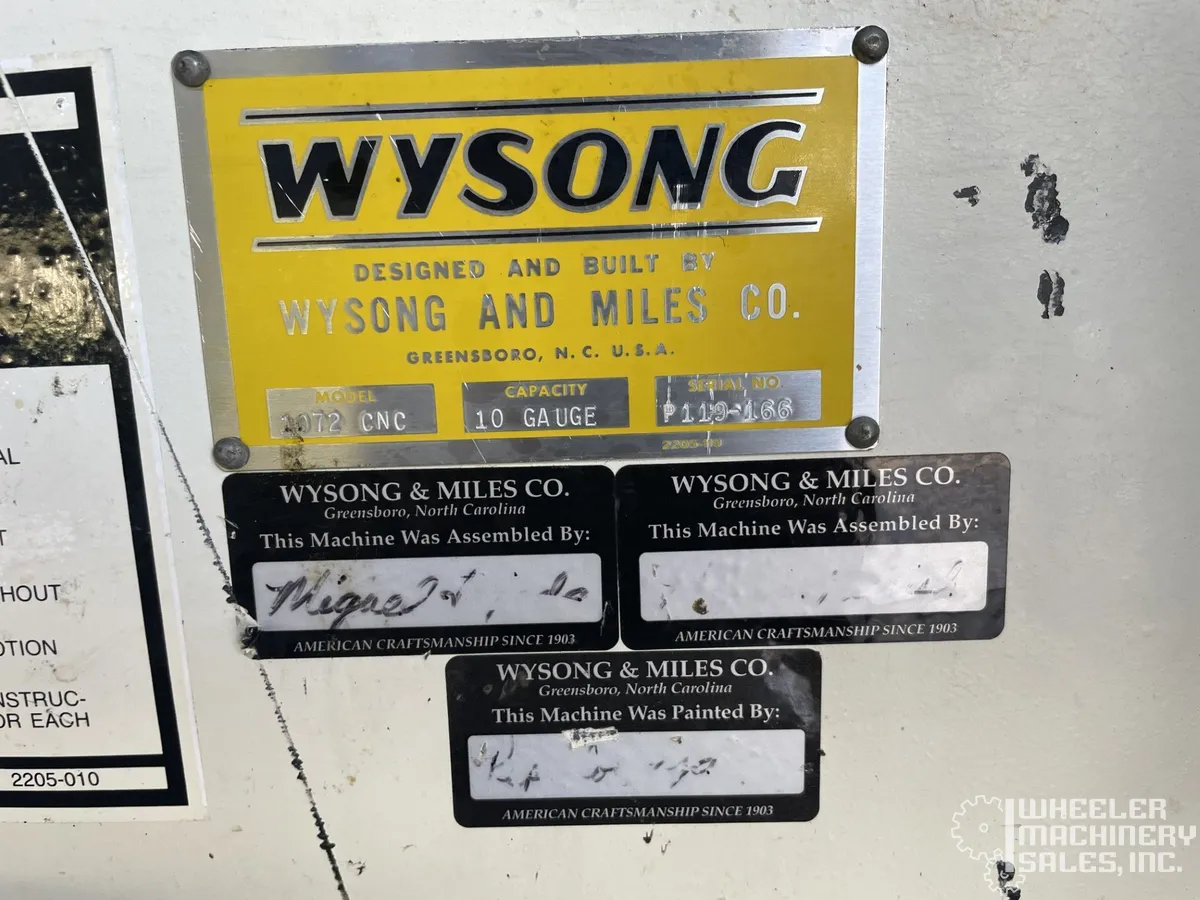 WYSONG
DESIGNED AND BUILT BY
WYSONG AND MILES CO.
GREENSBORO, N.C. U.S.A.
MODEL
1072 CNC
CAPACITY
10 GAUGE
SERIAL NO.
P119-166
WYSONG & MILES CO.
Greensboro, North Carolina
This Machine Was Assembled By:
Miguel
AMERICAN CRAFTSMANSHIP SINCE 1903
WYSONG & MILES CO.
Greensboro, North Carolina
This Machine Was Assembled By:
AMERICAN CRAFTSMANSHIP SINCE 1903
WYSONG & MILES CO.
Greensboro, North Carolina
This Machine Was Painted By:
AMERICAN CRAFTSMANSHIP SINCE 1903
AL
T
HOUT
OTION
NSTRUC-
OR EACH
2205-010
WHEELER
MACHINERY
SALES, INC.